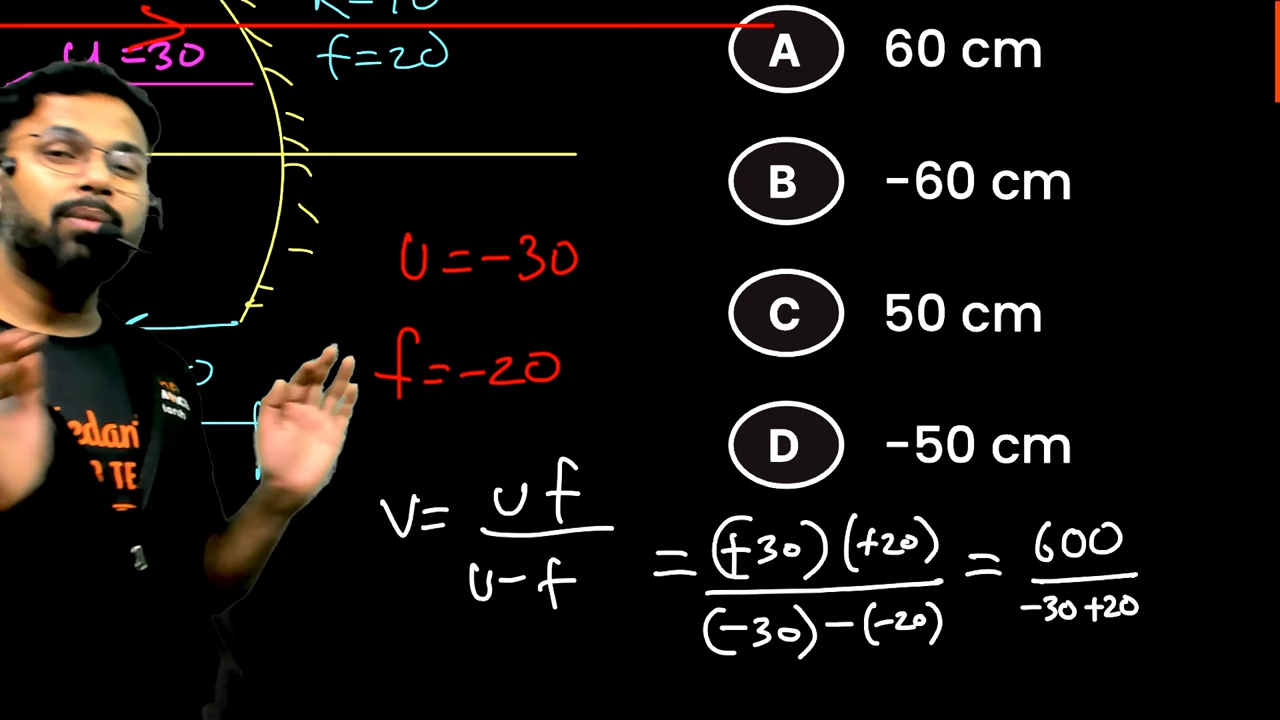 u = 30
f = 20
A 60 cm
B -60 cm
C 50 cm
D -50 cm
u = -30
f = -20
v = uf / u - f = (+30) (+20) / (-30) - (-20) = 600 / -30 + 20